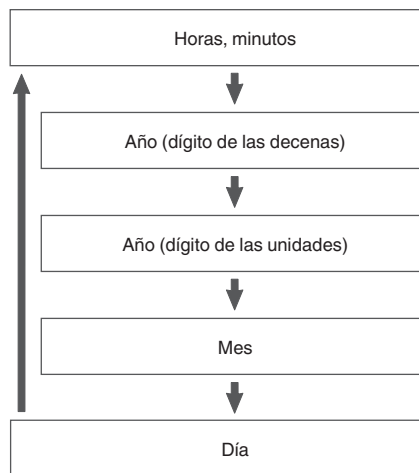 Horas, minutos
Año (dígito de las decenas)
Año (dígito de las unidades)
Mes
Día